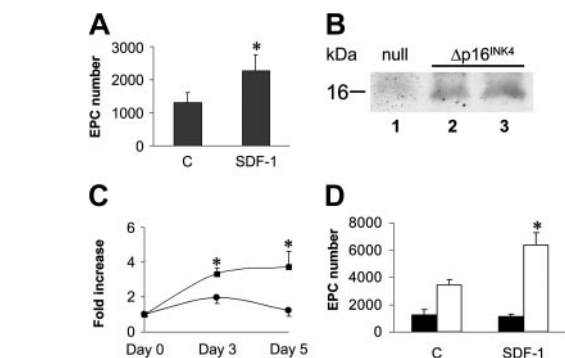 A
EPC number
3000
2000
1000
0
*
C SDF-1
B
kDa null Δp16INK4
16
1 2 3
C
Fold increase
6
4
2
0
* *
Day 0 Day 3 Day 5
D
EPC number
8000
6000
4000
2000
0
*
C SDF-1